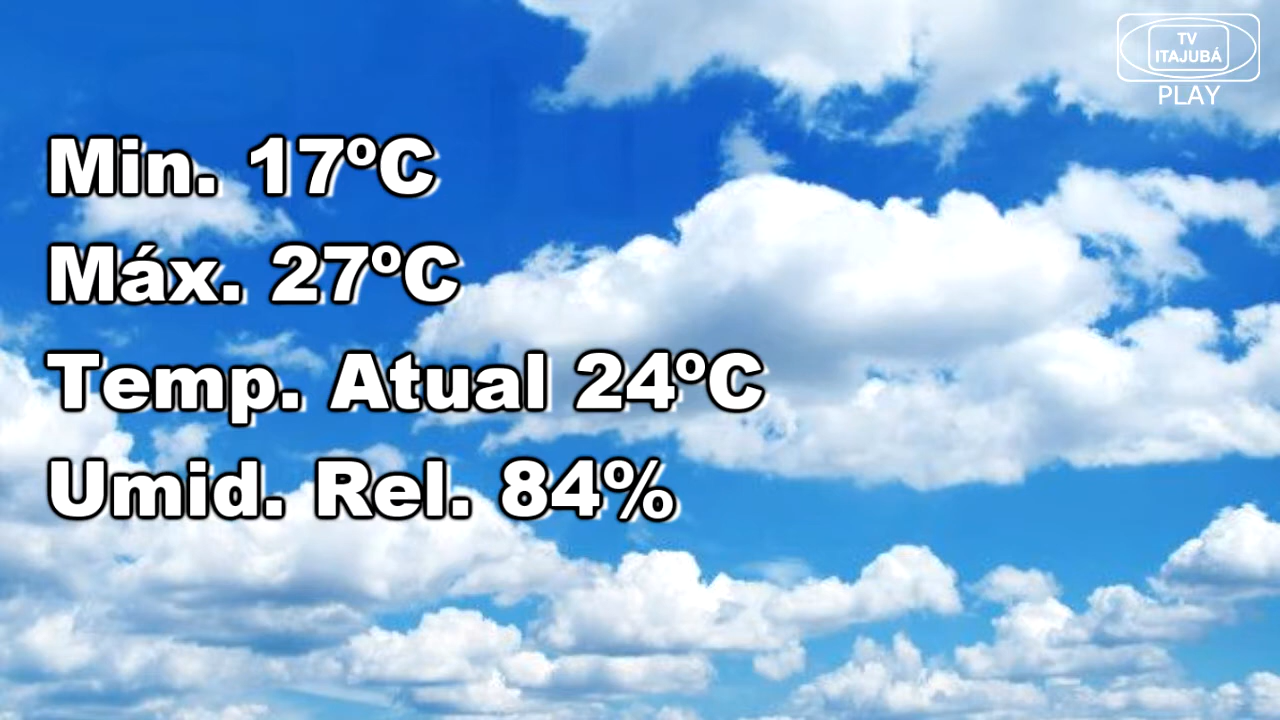 TV
ITAJUBÁ
PLAY
Min. 17ºC
Máx. 27ºC
Temp. Atual 24ºC
Umid. Rel. 84%